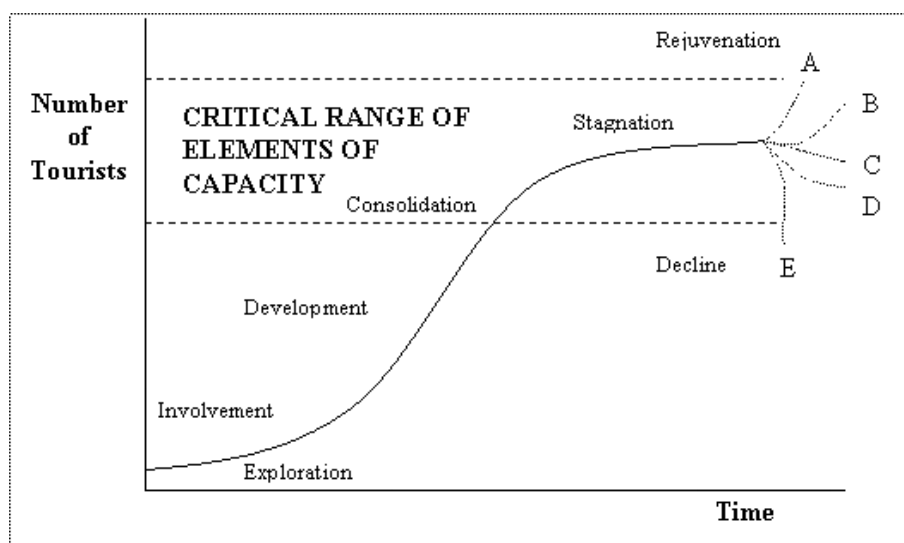 Rejuvenation
A
Number
of
Tourists
B
CRITICAL RANGE OF
ELEMENTS OF
CAPACITY
Stagnation
C
Consolidation
D
Decline
E
Development
Involvement
Exploration
Time